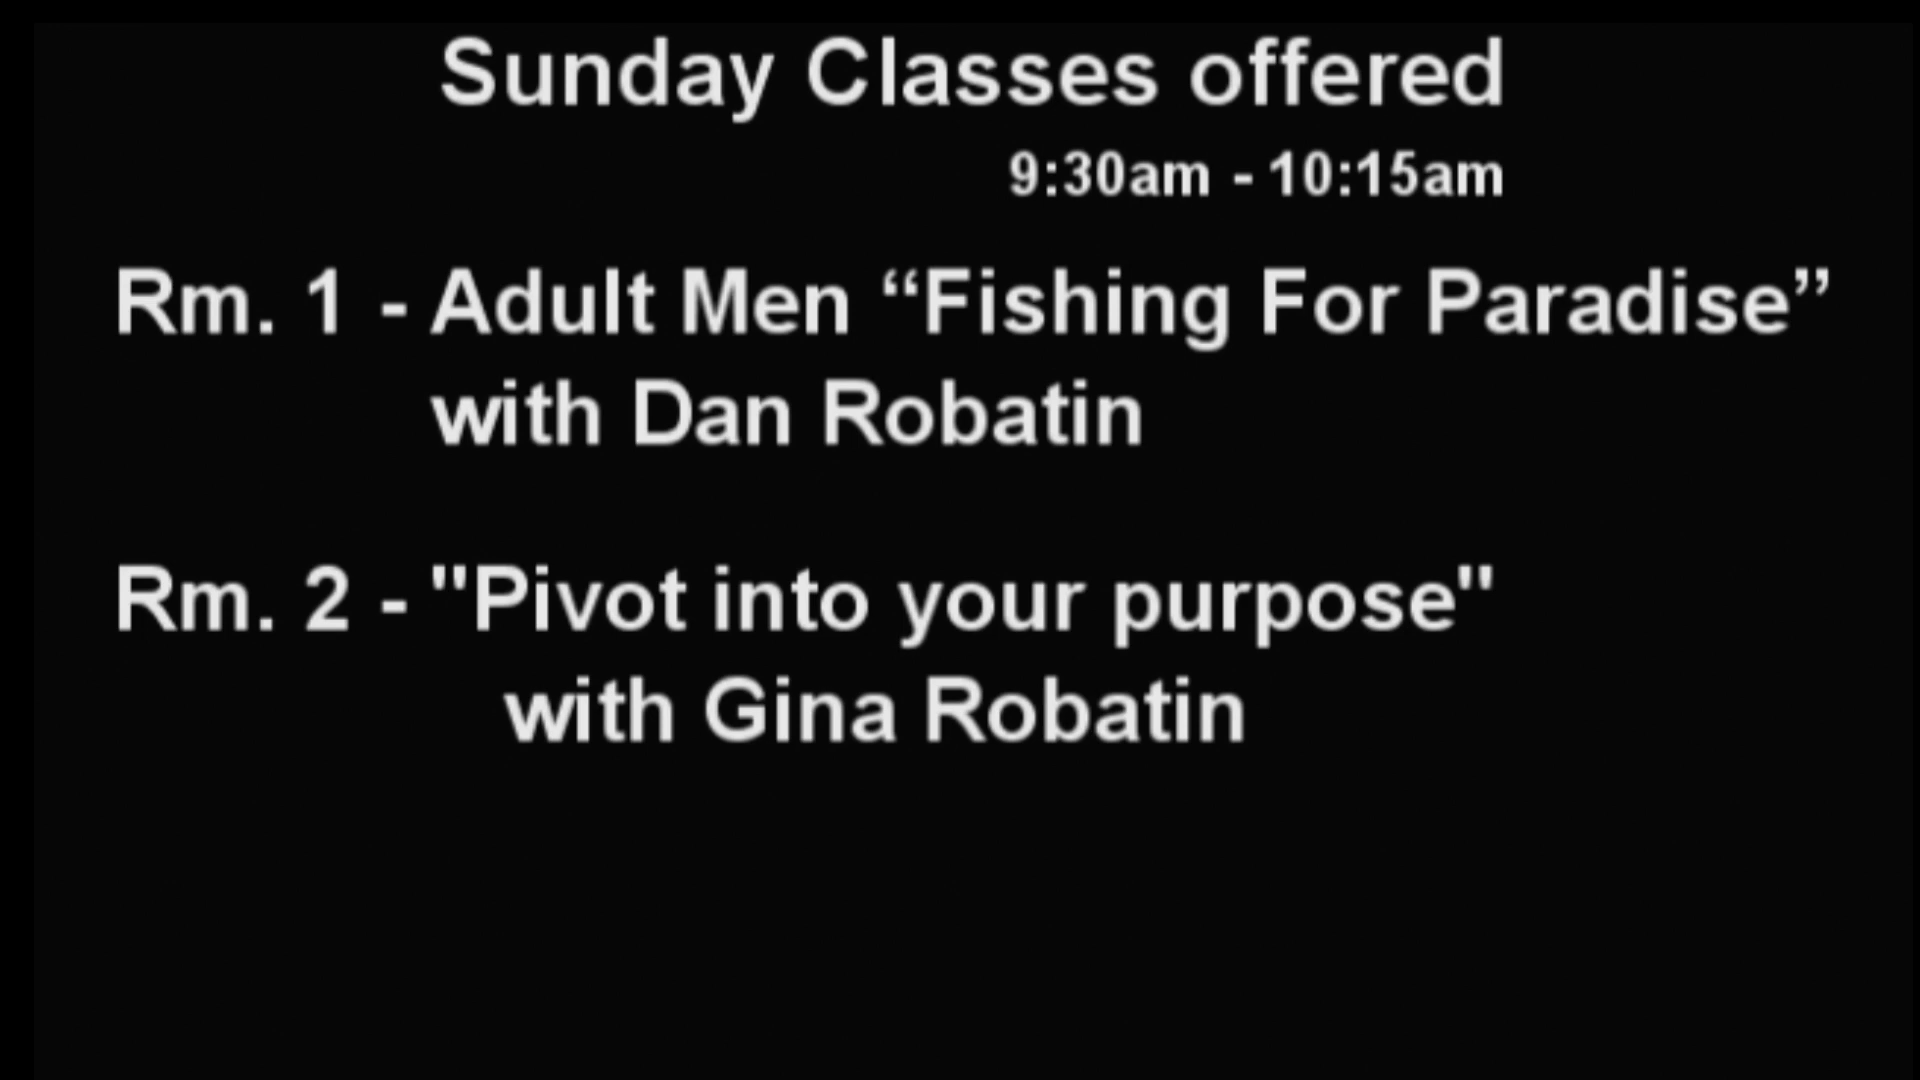 Sunday Classes offered
9:30am - 10:15am
Rm. 1 - Adult Men “Fishing For Paradise”
with Dan Robatin
Rm. 2 - "Pivot into your purpose"
with Gina Robatin